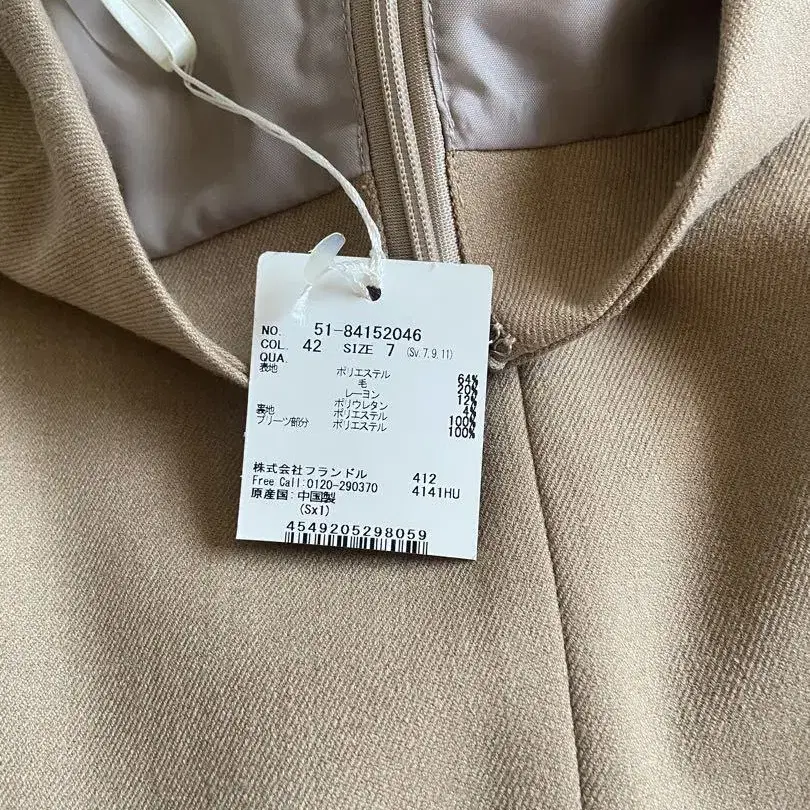 NO. 51-84152046
COL. 42 SIZE 7 (Sv.7.9.11)
QUA.
表地 ポリエステル 64%
毛 20%
レーヨン 12%
ポリウレタン 4%
裏地 ポリエステル 100%
プリーツ部分 ポリエステル 100%
株式会社フランドル 412
Free Call:0120-290370 4141HU
原産国:中国製
(Sx1)
4549205298059